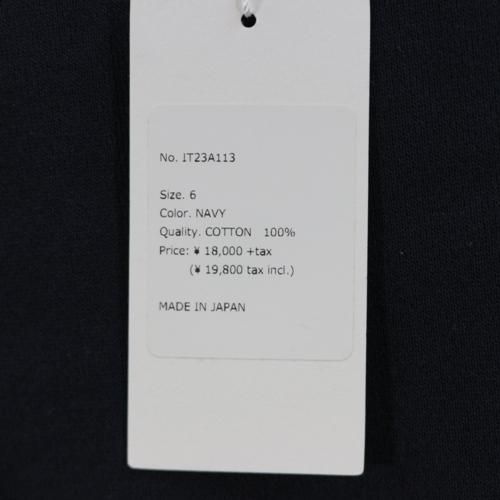 No. IT23A113
Size. 6
Color. NAVY
Quality. COTTON 100%
Price: ¥ 18,000 +tax
(¥ 19,800 tax incl.)
MADE IN JAPAN